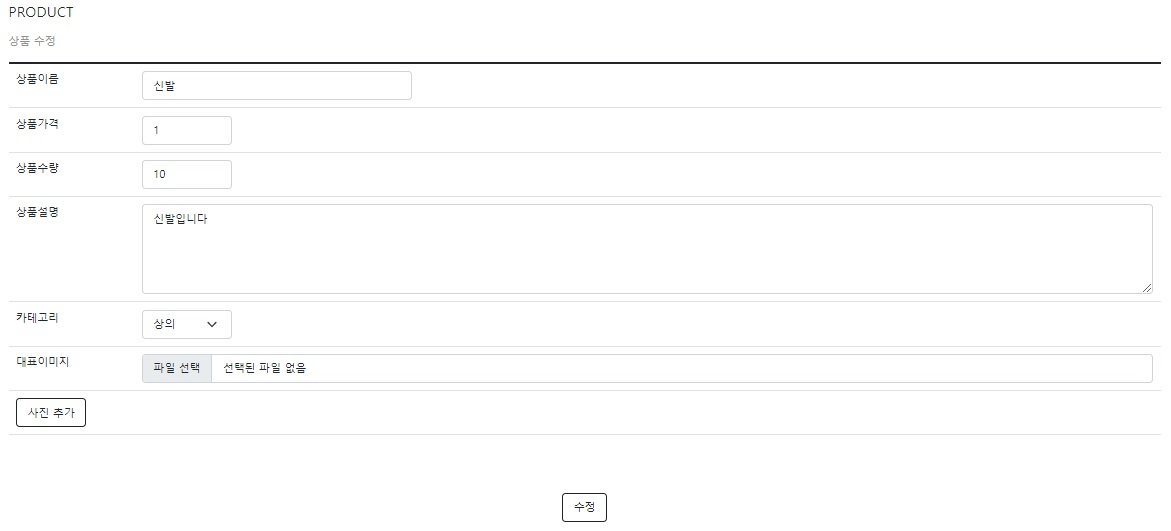 PRODUCT
상품 수정
상품이름 신발
상품가격 1
상품수량 10
상품설명 신발입니다
카테고리 상의
대표이미지 파일 선택 선택된 파일 없음
사진 추가
수정